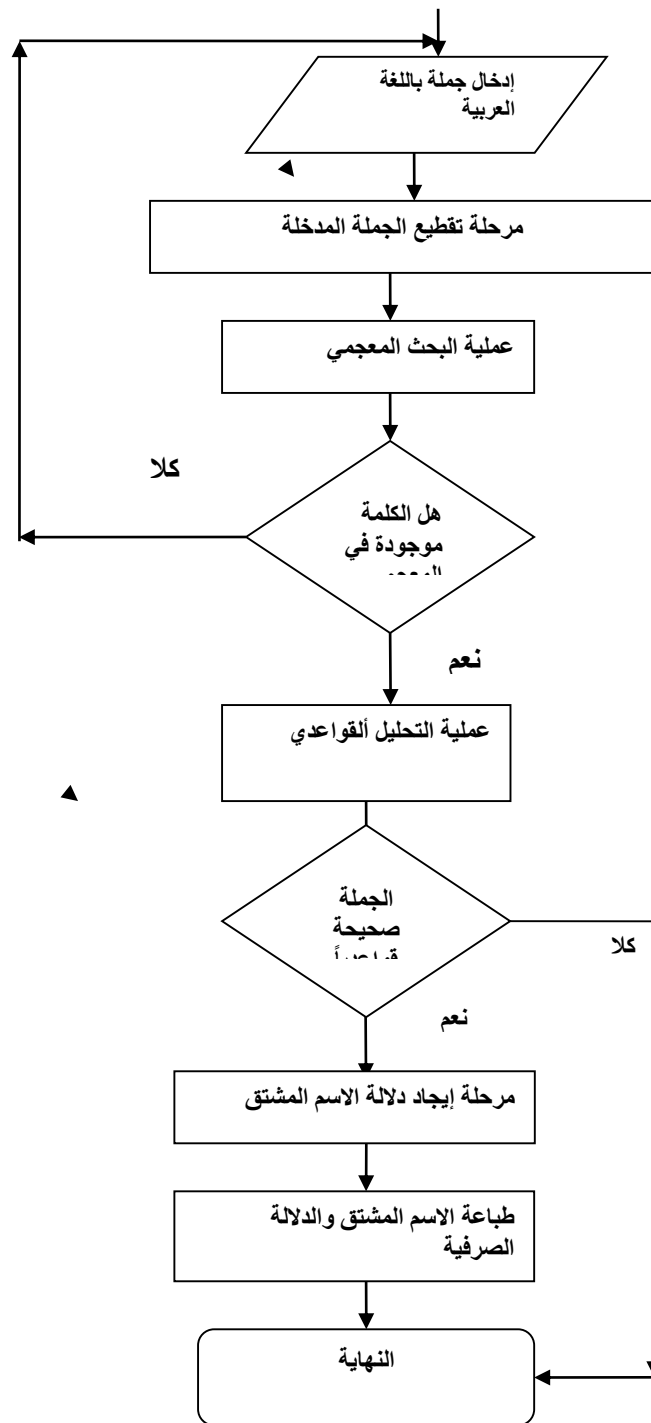 إدخال جملة باللغة
العربية
مرحلة تقطيع الجملة المدخلة
عملية البحث المعجمي
كلا
هل الكلمة
موجودة في
نعم
عملية التحليل ألقواعدي
الجملة
صحيحة
كلا
نعم
مرحلة إيجاد دلالة الاسم المشتق
طباعة الاسم المشتق والدلالة
الصرفية
النهاية